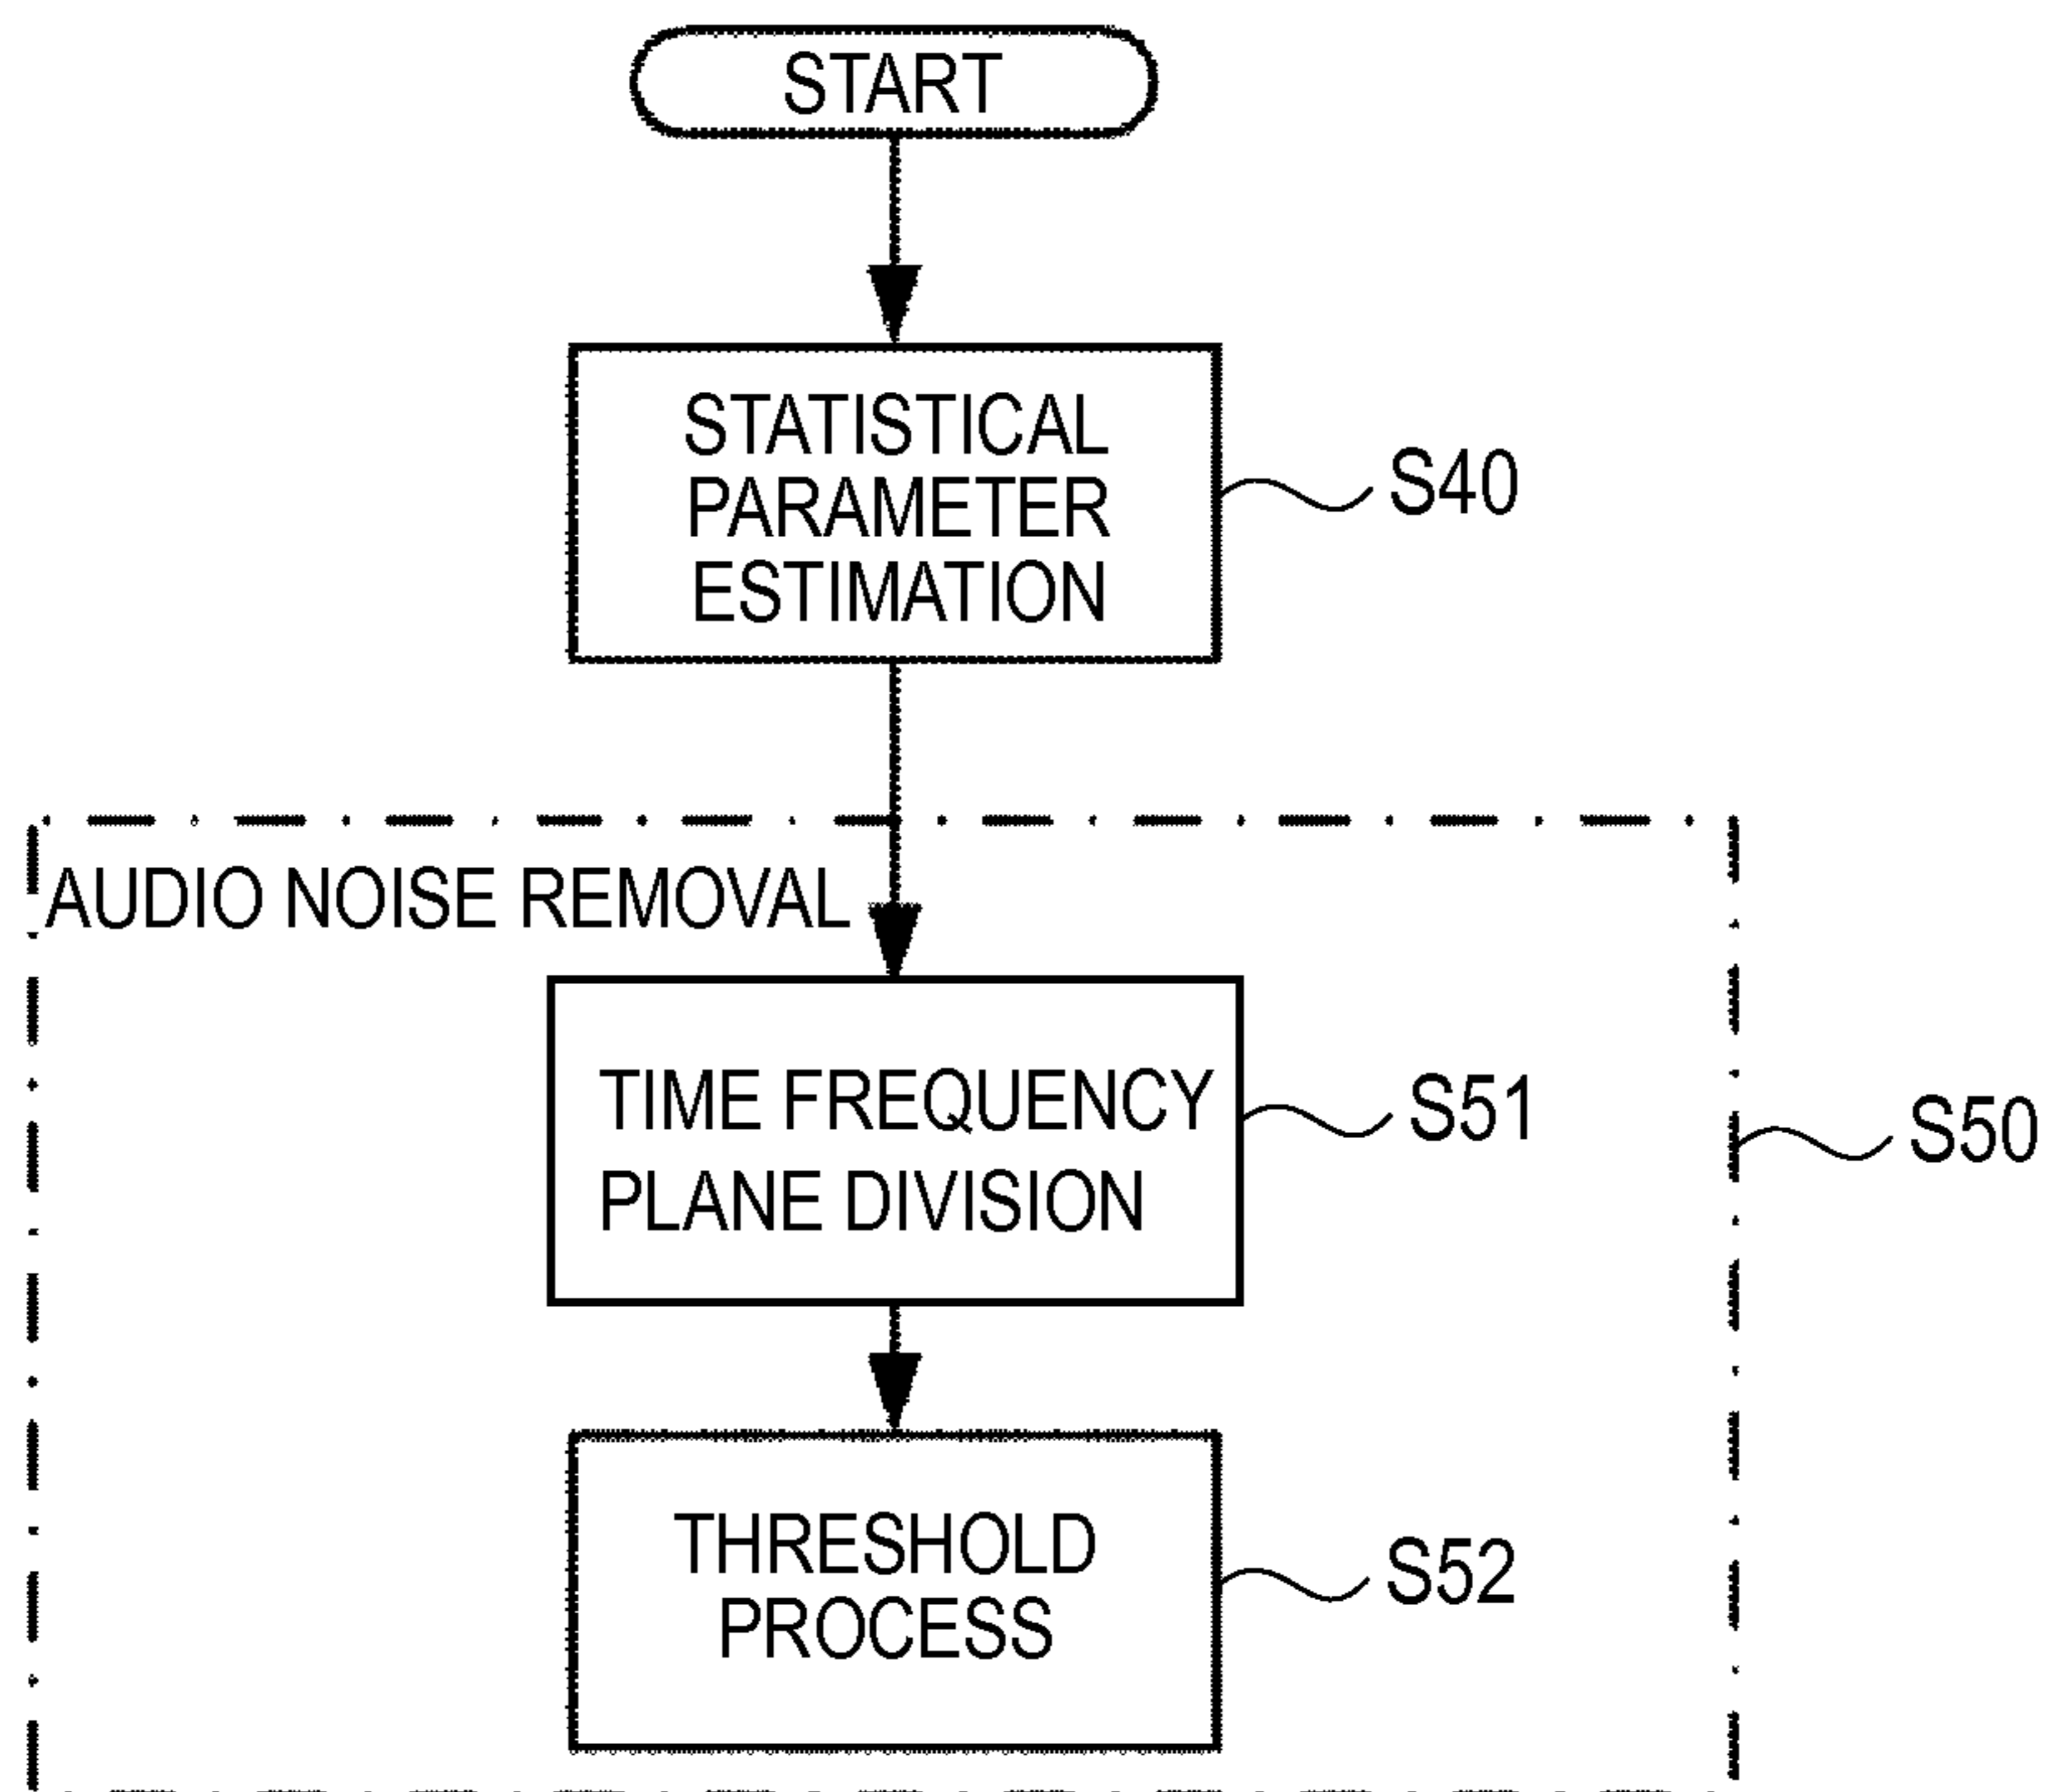 START
STATISTICAL
PARAMETER
ESTIMATION
S40
AUDIO NOISE REMOVAL
TIME FREQUENCY
PLANE DIVISION
S51
S50
THRESHOLD
PROCESS
S52